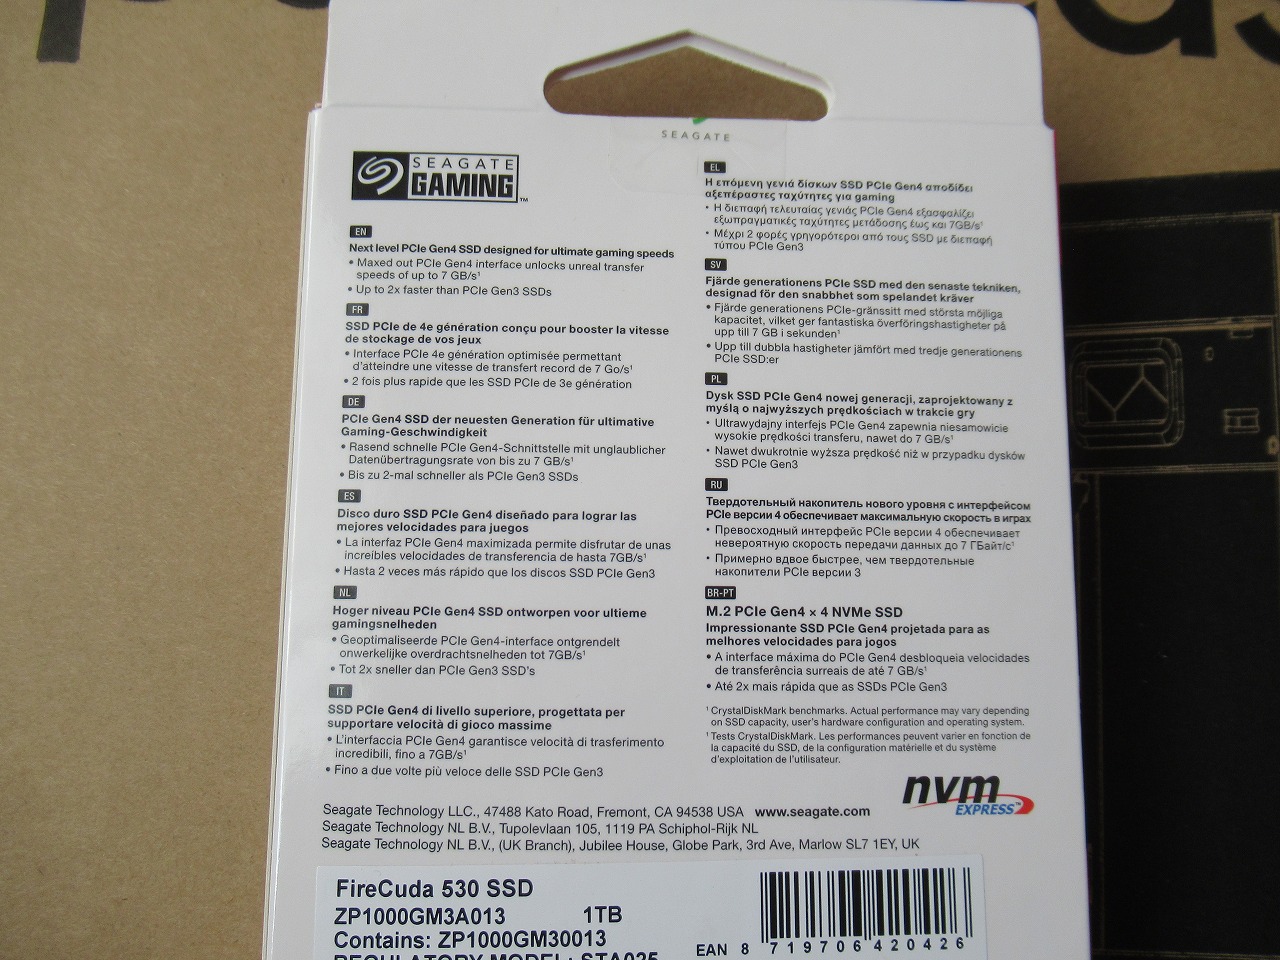 SEAGATE
SEAGATE
GAMING™
EN
Next level PCIe Gen4 SSD designed for ultimate gaming speeds
• Maxed out PCIe Gen4 interface unlocks unreal transfer
speeds of up to 7 GB/s¹
• Up to 2x faster than PCIe Gen3 SSDs
FR
SSD PCIe de 4e génération conçu pour booster la vitesse
de stockage de vos jeux
• Interface PCIe 4e génération optimisée permettant
d'atteindre une vitesse de transfert record de 7 Go/s¹
• 2 fois plus rapide que les SSD PCIe de 3e génération
DE
PCIe Gen4 SSD der neuesten Generation für ultimative
Gaming-Geschwindigkeit
• Rasend schnelle PCIe Gen4-Schnittstelle mit unglaublicher
Datenübertragungsrate von bis zu 7 GB/s¹
• Bis zu 2-mal schneller als PCIe Gen3 SSDs
ES
Disco duro SSD PCIe Gen4 diseñado para lograr las
mejores velocidades para juegos
• La interfaz PCIe Gen4 maximizada permite disfrutar de unas
increíbles velocidades de transferencia de hasta 7GB/s¹
• Hasta 2 veces más rápido que los discos SSD PCIe Gen3
NL
Hoger niveau PCIe Gen4 SSD ontworpen voor ultieme
gamingsnelheden
• Geoptimaliseerde PCIe Gen4-interface ontgrendelt
onwerkelijke overdrachtsnelheden tot 7GB/s¹
• Tot 2x sneller dan PCIe Gen3 SSD's
IT
SSD PCIe Gen4 di livello superiore, progettata per
supportare velocità di gioco massime
• L'interfaccia PCIe Gen4 garantisce velocità di trasferimento
incredibili, fino a 7GB/s¹
• Fino a due volte più veloce delle SSD PCIe Gen3
EL
Η επόμενη γενιά δίσκων SSD PCIe Gen4 αποδίδει
αξεπέραστες ταχύτητες για gaming
• Η διεπαφή τελευταίας γενιάς PCIe Gen4 εξασφαλίζει
εξωπραγματικές ταχύτητες μετάδοσης έως και 7GB/s¹
• Μέχρι 2 φορές γρηγορότεροι από τους SSD με διεπαφή
τύπου PCIe Gen3
SV
Fjärde generationens PCIe SSD med den senaste tekniken,
designad för den snabbhet som spelandet kräver
• Fjärde generationens PCIe-gränssitt med största möjliga
kapacitet, vilket ger fantastiska överföringshastigheter på
upp till 7 GB i sekunden¹
• Upp till dubbla hastigheter jämfört med tredje generationens
PCIe SSD:er
PL
Dysk SSD PCIe Gen4 nowej generacji, zaprojektowany z
myślą o najwyższych prędkościach w trakcie gry
• Ultrawydajny interfejs PCIe Gen4 zapewnia niesamowicie
wysokie prędkości transferu, nawet do 7 GB/s¹
• Nawet dwukrotnie wyższa prędkość niż w przypadku dysków
SSD PCIe Gen3
RU
Твердотельный накопитель нового уровня с интерфейсом
PCIe версии 4 обеспечивает максимальную скорость в играх
• Превосходный интерфейс PCIe версии 4 обеспечивает
невероятную скорость передачи данных до 7 ГБайт/с¹
• Примерно вдвое быстрее, чем твердотельные
накопители PCIe версии 3
BR-PT
M.2 PCIe Gen4 × 4 NVMe SSD
Impressionante SSD PCIe Gen4 projetada para as
melhores velocidades para jogos
• A interface máxima do PCIe Gen4 desbloqueia velocidades
de transferência surreais de até 7 GB/s¹
• Até 2x mais rápida que as SSDs PCIe Gen3
¹ CrystalDiskMark benchmarks. Actual performance may vary depending
on SSD capacity, user's hardware configuration and operating system.
¹ Tests CrystalDiskMark. Les performances peuvent varier en fonction de
la capacité du SSD, de la configuration matérielle et du système
d'exploitation de l'utilisateur.
nvm
EXPRESS™
Seagate Technology LLC., 47488 Kato Road, Fremont, CA 94538 USA www.seagate.com
Seagate Technology NL B.V., Tupolevlaan 105, 1119 PA Schiphol-Rijk NL
Seagate Technology NL B.V., (UK Branch), Jubilee House, Globe Park, 3rd Ave, Marlow SL7 1EY, UK
FireCuda 530 SSD
ZP1000GM3A013 1TB
Contains: ZP1000GM30013
REGULATORY MODEL: STA025
EAN 8 719706 420426